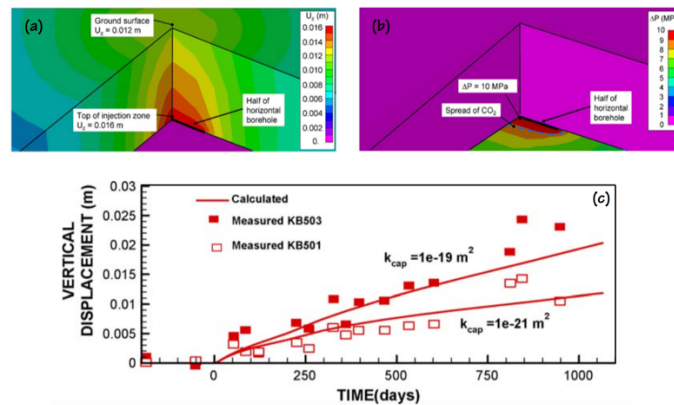 (a)
Ground surface
Uz = 0.012 m
Top of injection zone
Uz = 0.016 m
Half of
horizontal
borehole
Uz (m)
0.016
0.014
0.012
0.010
0.008
0.006
0.004
0.002
0.
(b)
ΔP = 10 MPa
Spread of CO2
Half of
horizontal
borehole
ΔP (MPa)
10
9
8
7
6
5
4
3
2
1
0
(c)
VERTICAL
DISPLACEMENT (m)
0.03
0.025
0.02
0.015
0.01
0.005
0
Calculated
Measured KB503
Measured KB501
kcap =1e-19 m2
kcap =1e-21 m2
0
250
500
750
1000
TIME(days)